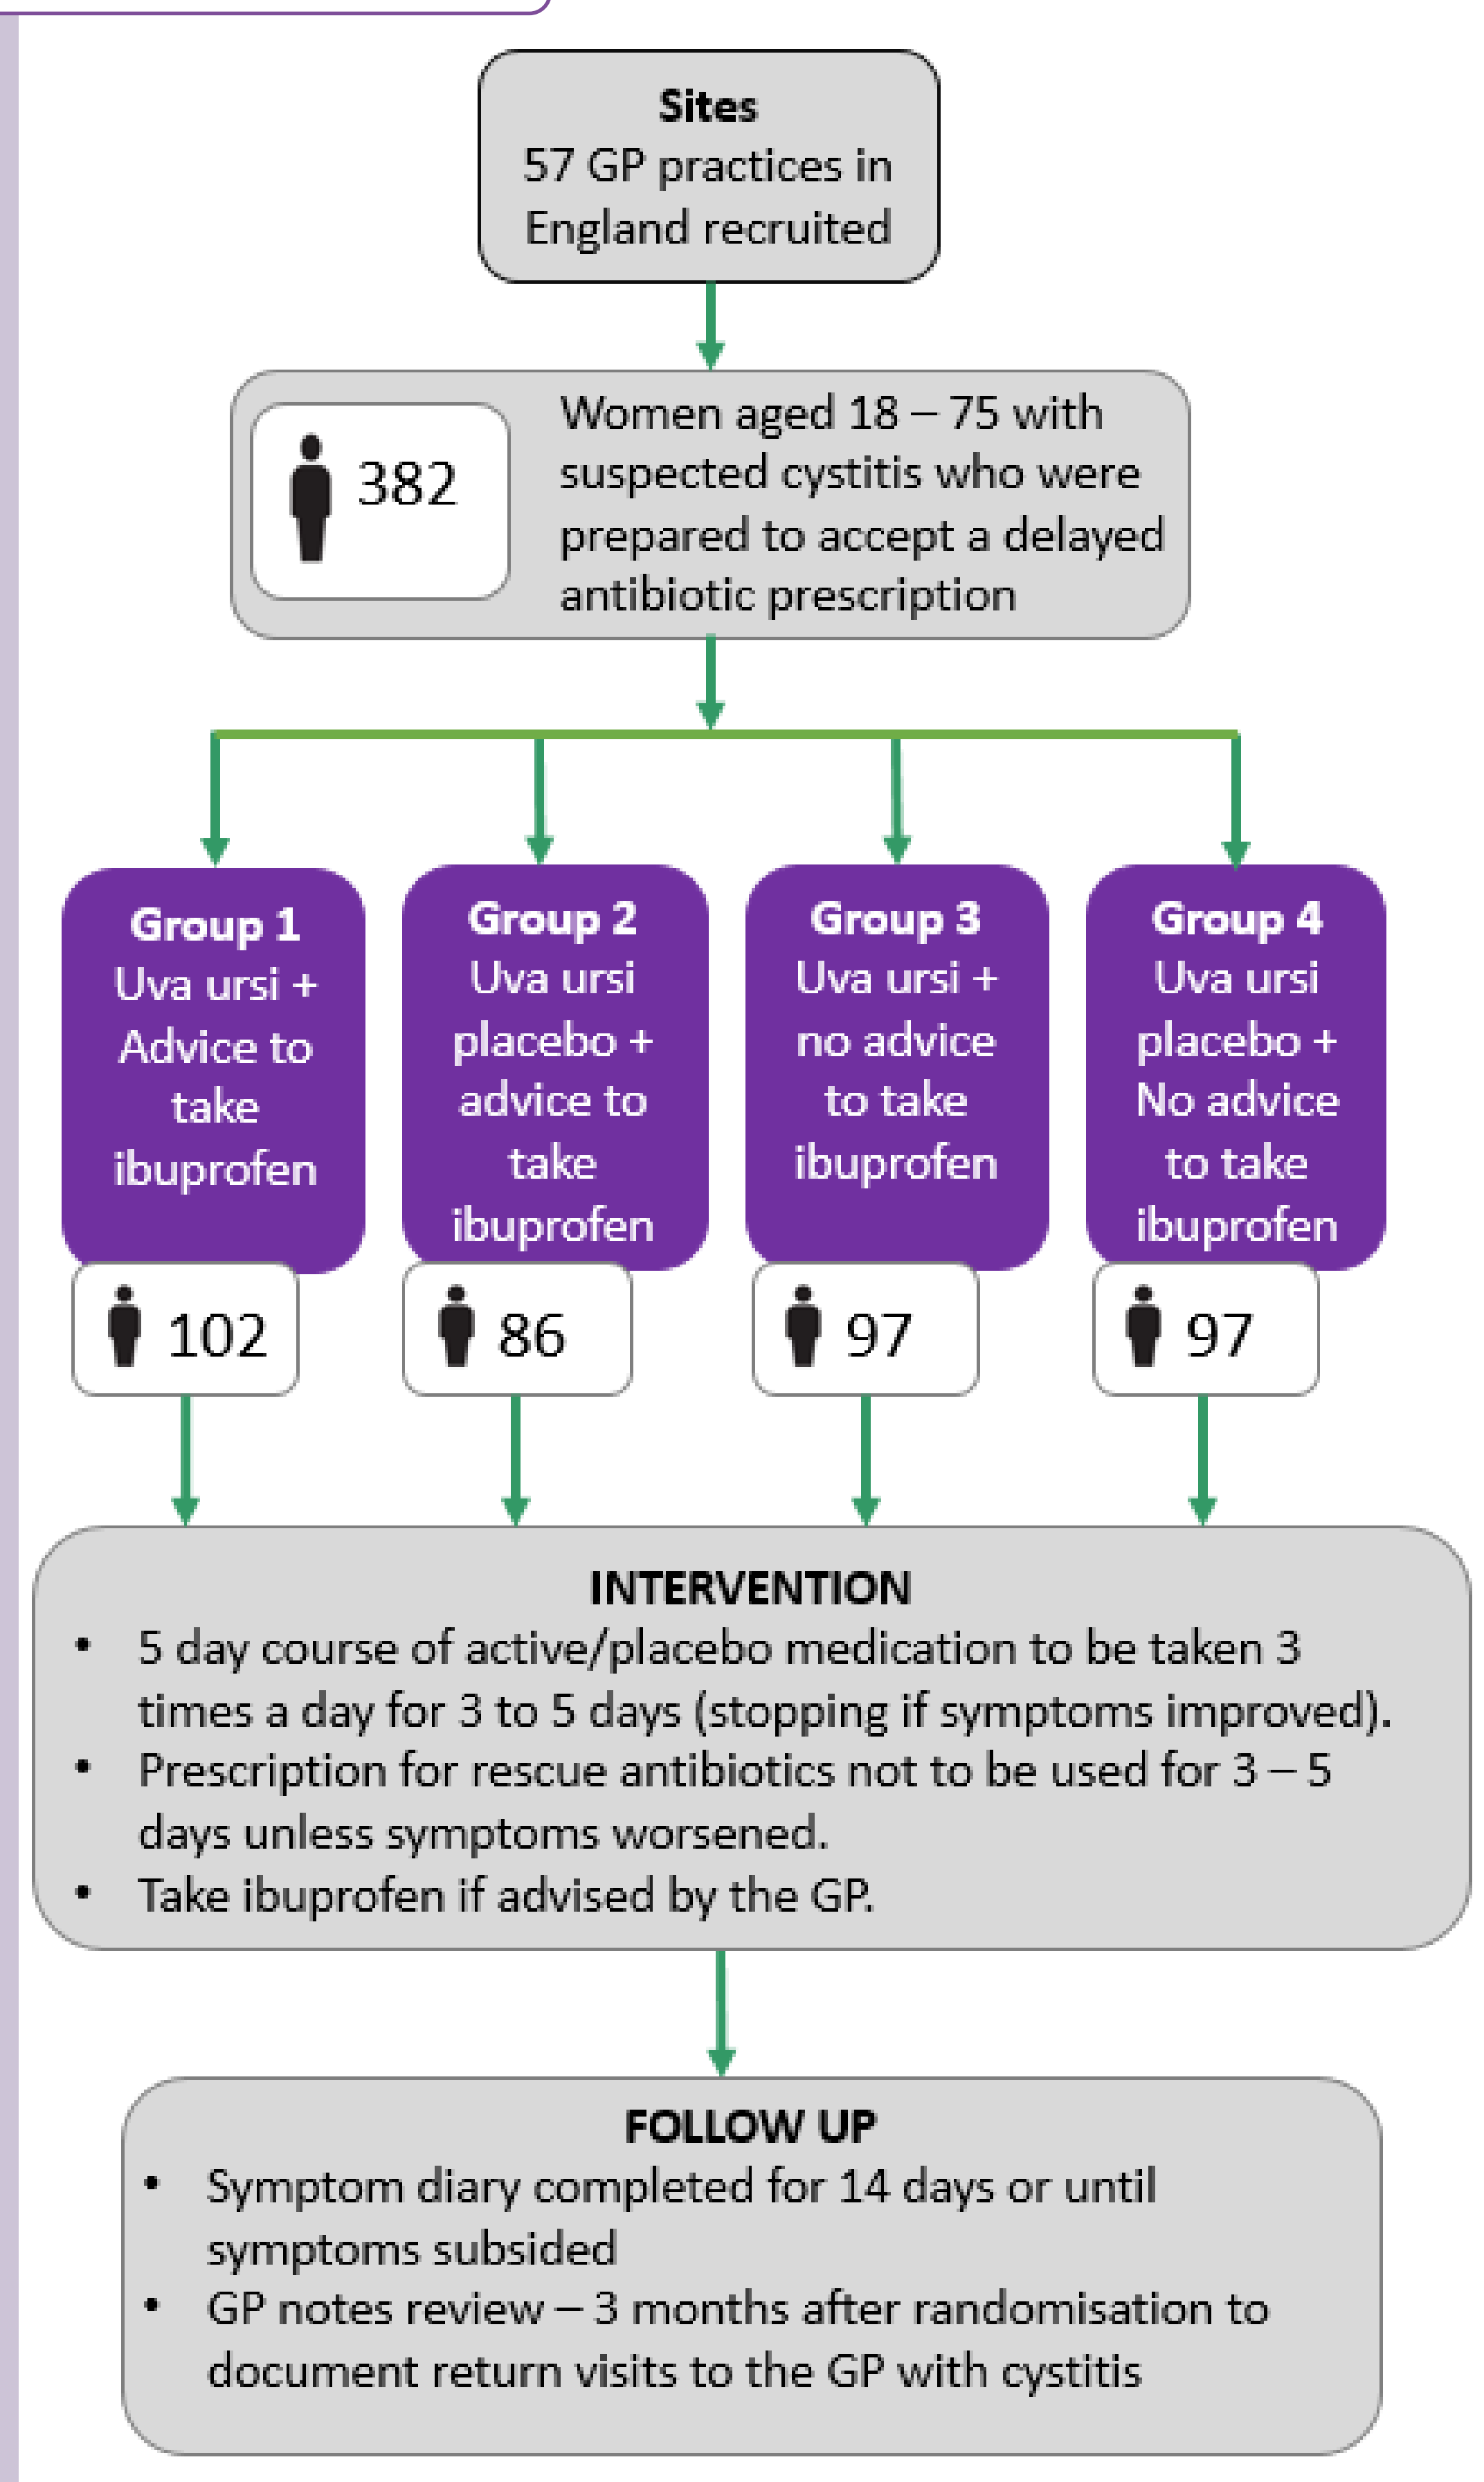 Sites
57 GP practices in
England recruited
382
Women aged 18 – 75 with
suspected cystitis who were
prepared to accept a delayed
antibiotic prescription
Group 1
Uva ursi +
Advice to
take
ibuprofen
102
Group 2
Uva ursi
placebo +
advice to
take
ibuprofen
86
Group 3
Uva ursi +
no advice
to take
ibuprofen
97
Group 4
Uva ursi
placebo +
No advice
to take
ibuprofen
97
INTERVENTION
• 5 day course of active/placebo medication to be taken 3
times a day for 3 to 5 days (stopping if symptoms improved).
• Prescription for rescue antibiotics not to be used for 3 – 5
days unless symptoms worsened.
• Take ibuprofen if advised by the GP.
FOLLOW UP
• Symptom diary completed for 14 days or until
symptoms subsided
• GP notes review – 3 months after randomisation to
document return visits to the GP with cystitis